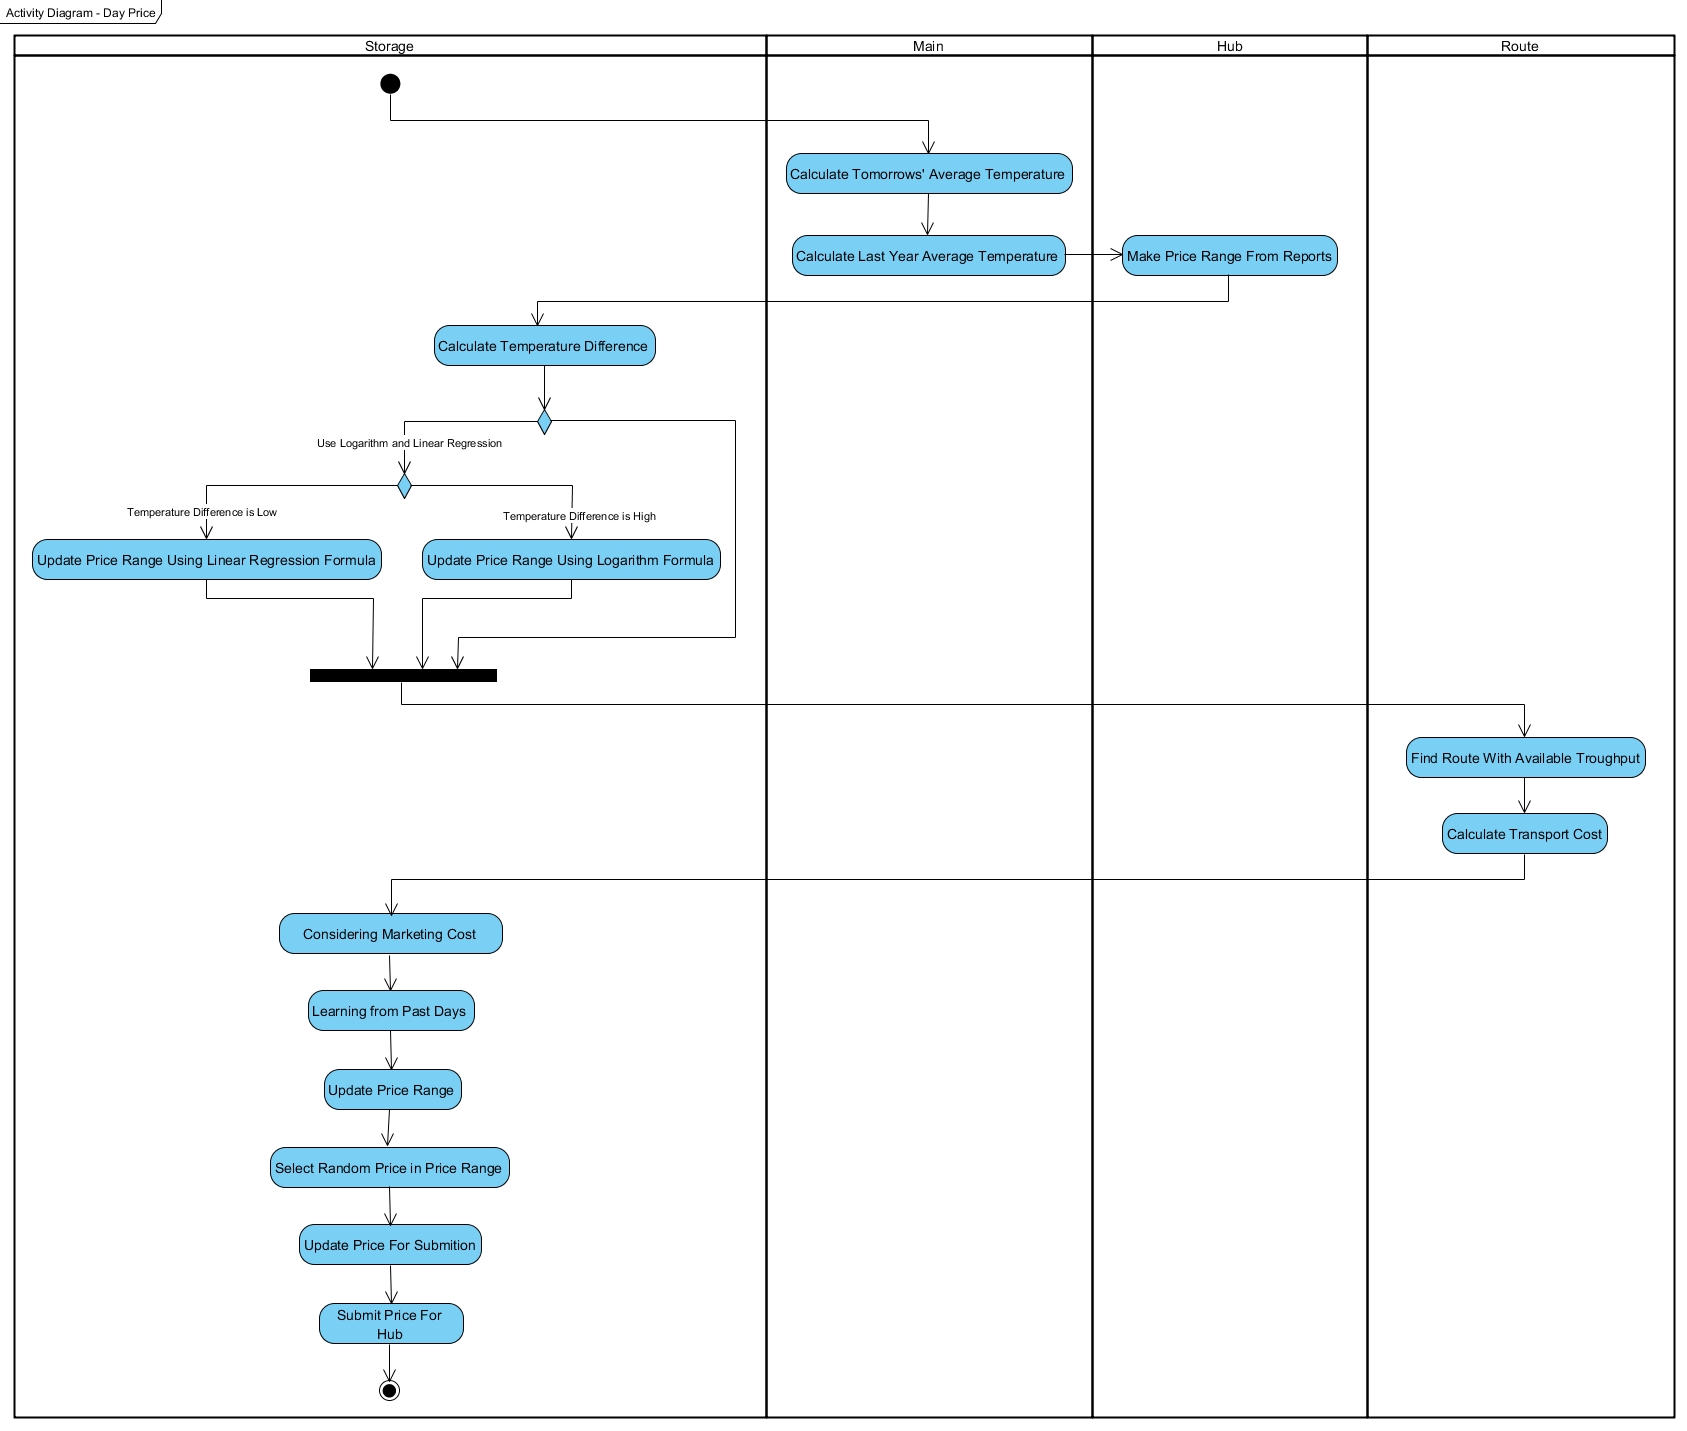 Activity Diagram - Day Price
Storage
Main
Hub
Route
Calculate Tomorrows' Average Temperature
Calculate Last Year Average Temperature
Make Price Range From Reports
Calculate Temperature Difference
Use Logarithm and Linear Regression
Temperature Difference is Low
Temperature Difference is High
Update Price Range Using Linear Regression Formula
Update Price Range Using Logarithm Formula
Find Route With Available Troughput
Calculate Transport Cost
Considering Marketing Cost
Learning from Past Days
Update Price Range
Select Random Price in Price Range
Update Price For Submition
Submit Price For
Hub